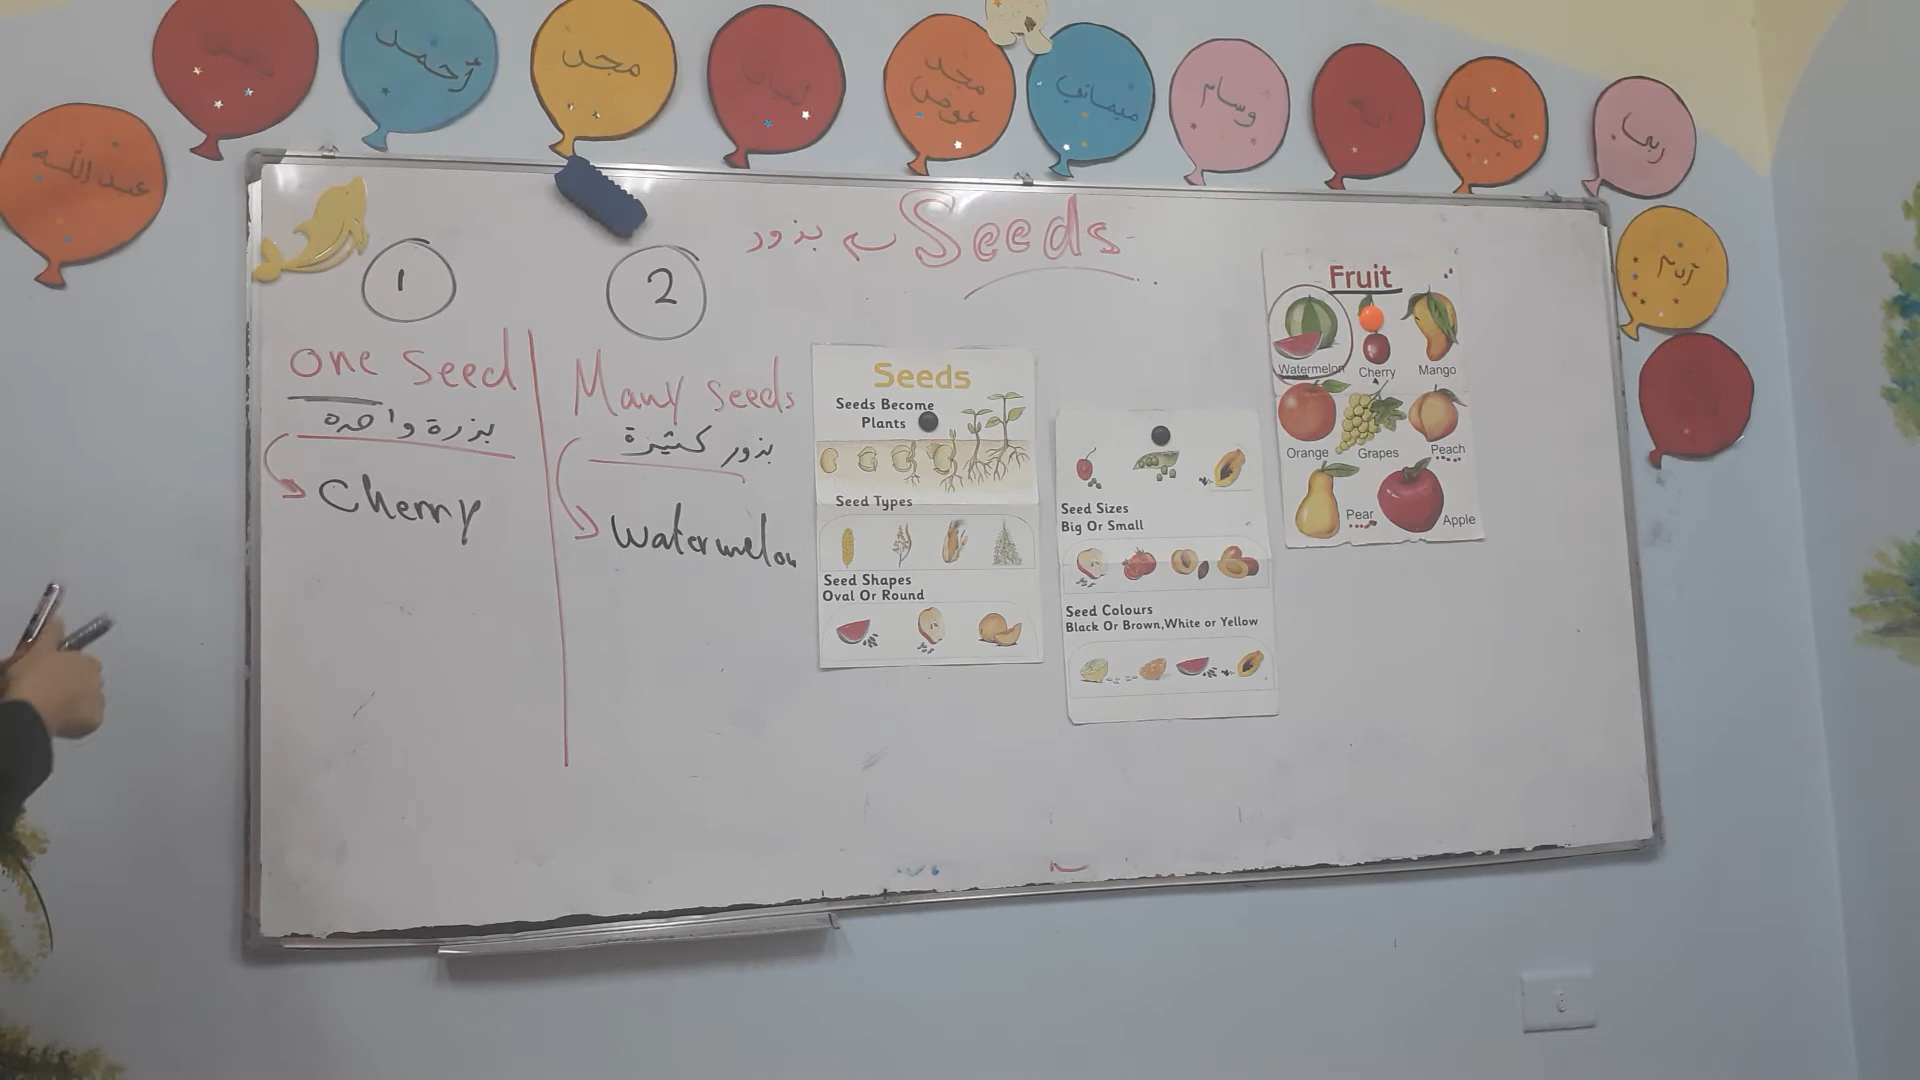 عبد الله
أحمد
مجد
ليان
مجد
عوض
وسام
محمد
ريما
آدم
Seeds بذور
1
2
one seed
بذرة واحدة
Cherry
Many seeds
بذور كثيرة
Watermelon
Seeds
Seeds Become
Plants
Seed Types
Seed Shapes
Oval Or Round
Seed Sizes
Big Or Small
Seed Colours
Black Or Brown,White or Yellow
Fruit
Watermelon
Cherry
Mango
Orange
Grapes
Peach
Pear
Apple